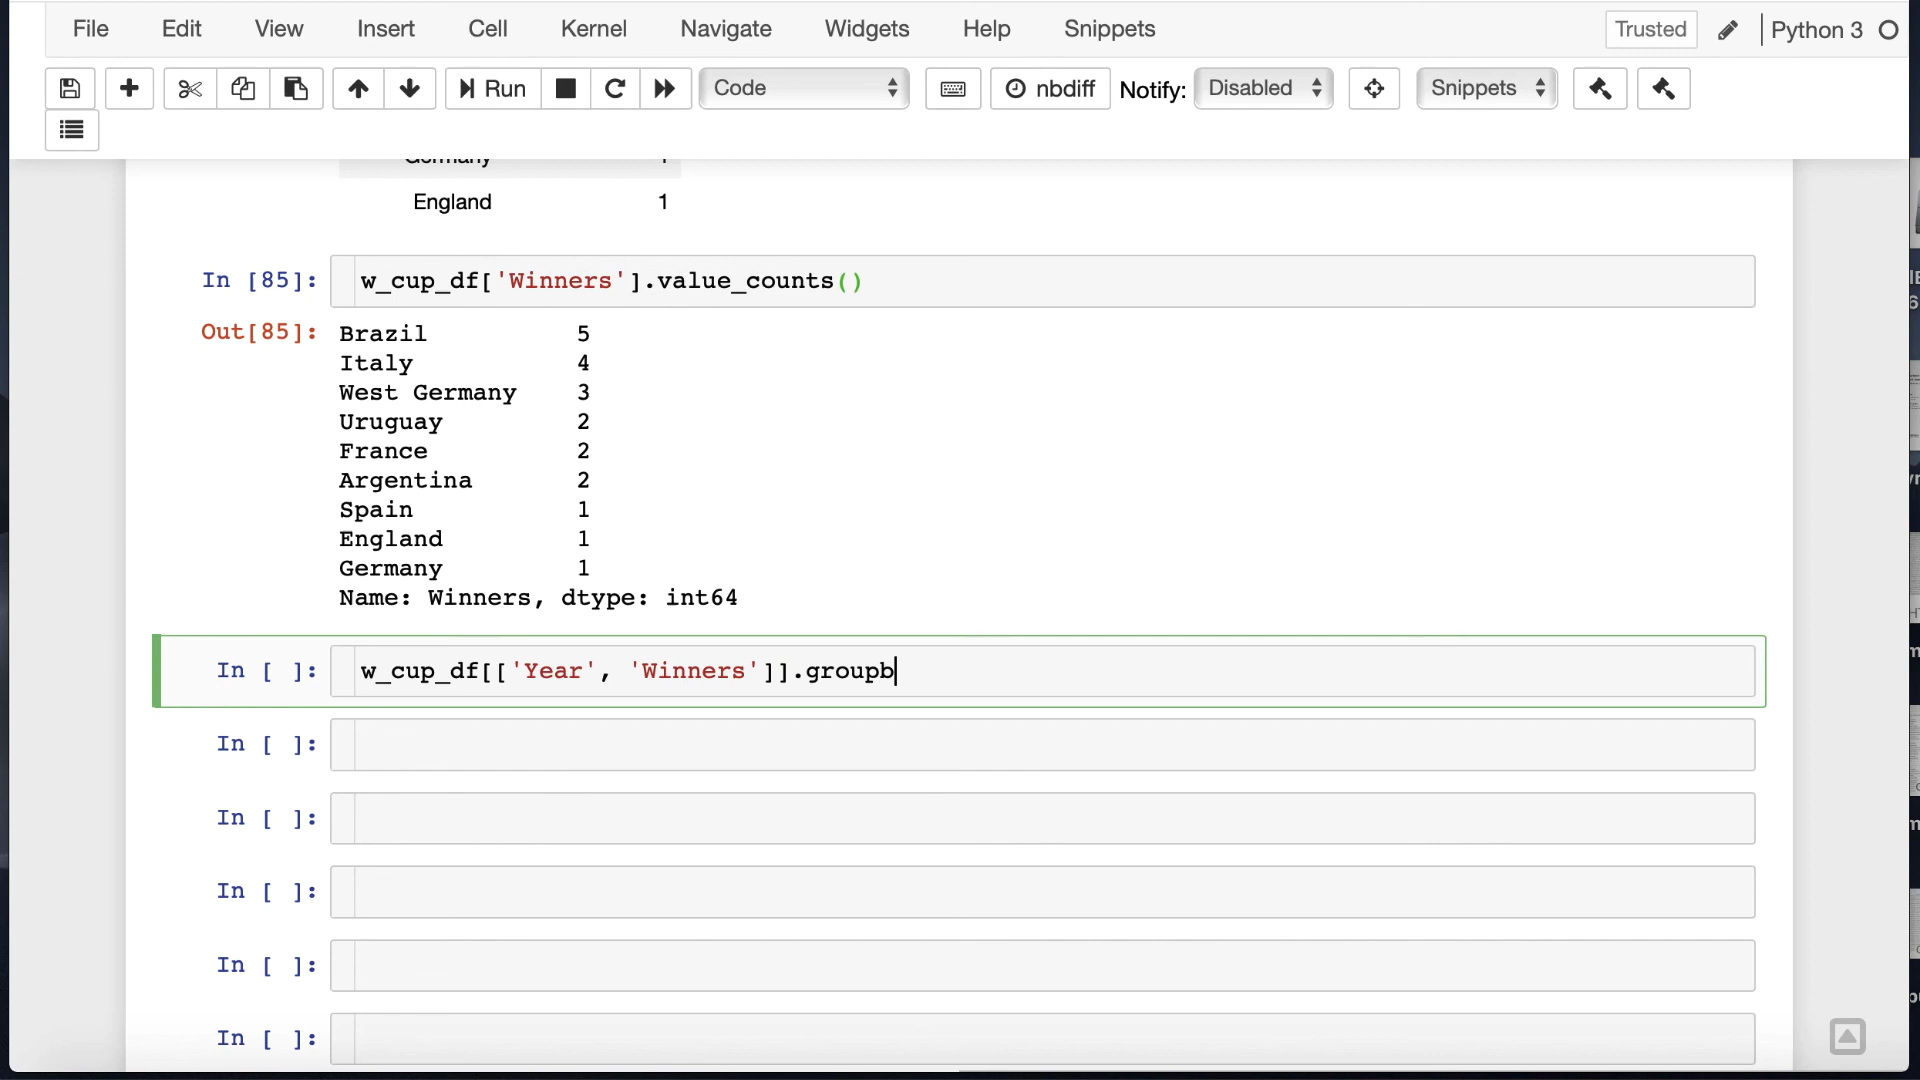 File Edit View Insert Cell Kernel Navigate Widgets Help Snippets Trusted Python 3
Run Code nbdiff Notify: Disabled Snippets
Germany 1
England 1
In [85]: w_cup_df['Winners'].value_counts()
Out[85]: Brazil 5
Italy 4
West Germany 3
Uruguay 2
France 2
Argentina 2
Spain 1
England 1
Germany 1
Name: Winners, dtype: int64
In [ ]: w_cup_df[['Year', 'Winners']].groupb
In [ ]:
In [ ]:
In [ ]:
In [ ]:
In [ ]: